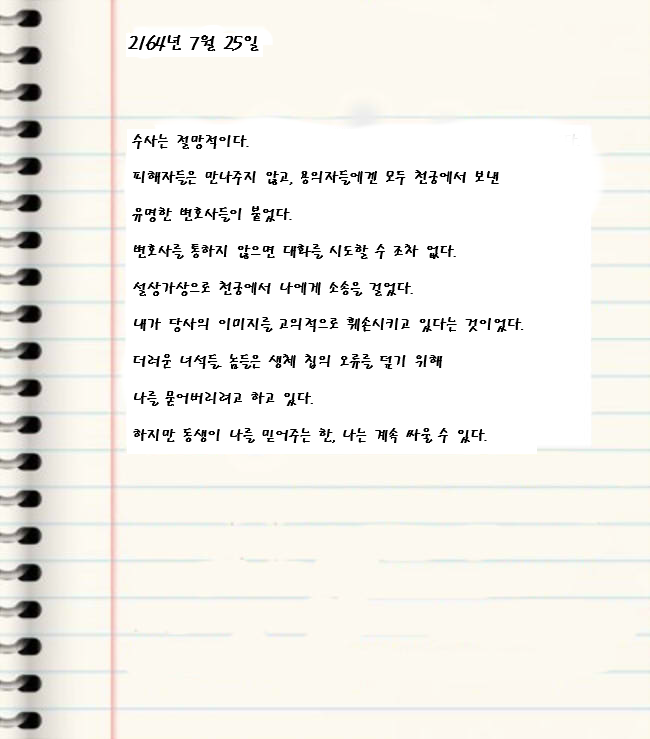 2164년 7월 25일
수사는 절망적이다.
피해자들은 만나주지 않고, 용의자들에겐 모두 천궁에서 보낸
유명한 변호사들이 붙었다.
변호사를 통하지 않으면 대화를 시도할 수 조차 없다.
설상가상으로 천궁에서 나에게 소송을 걸었다.
내가 당사의 이미지를 고의적으로 훼손시키고 있다는 것이었다.
더러운 녀석들. 놈들은 생체 칩의 오류를 덮기 위해
나를 묻어버리려고 하고 있다.
하지만 동생이 나를 믿어주는 한, 나는 계속 싸울 수 있다.